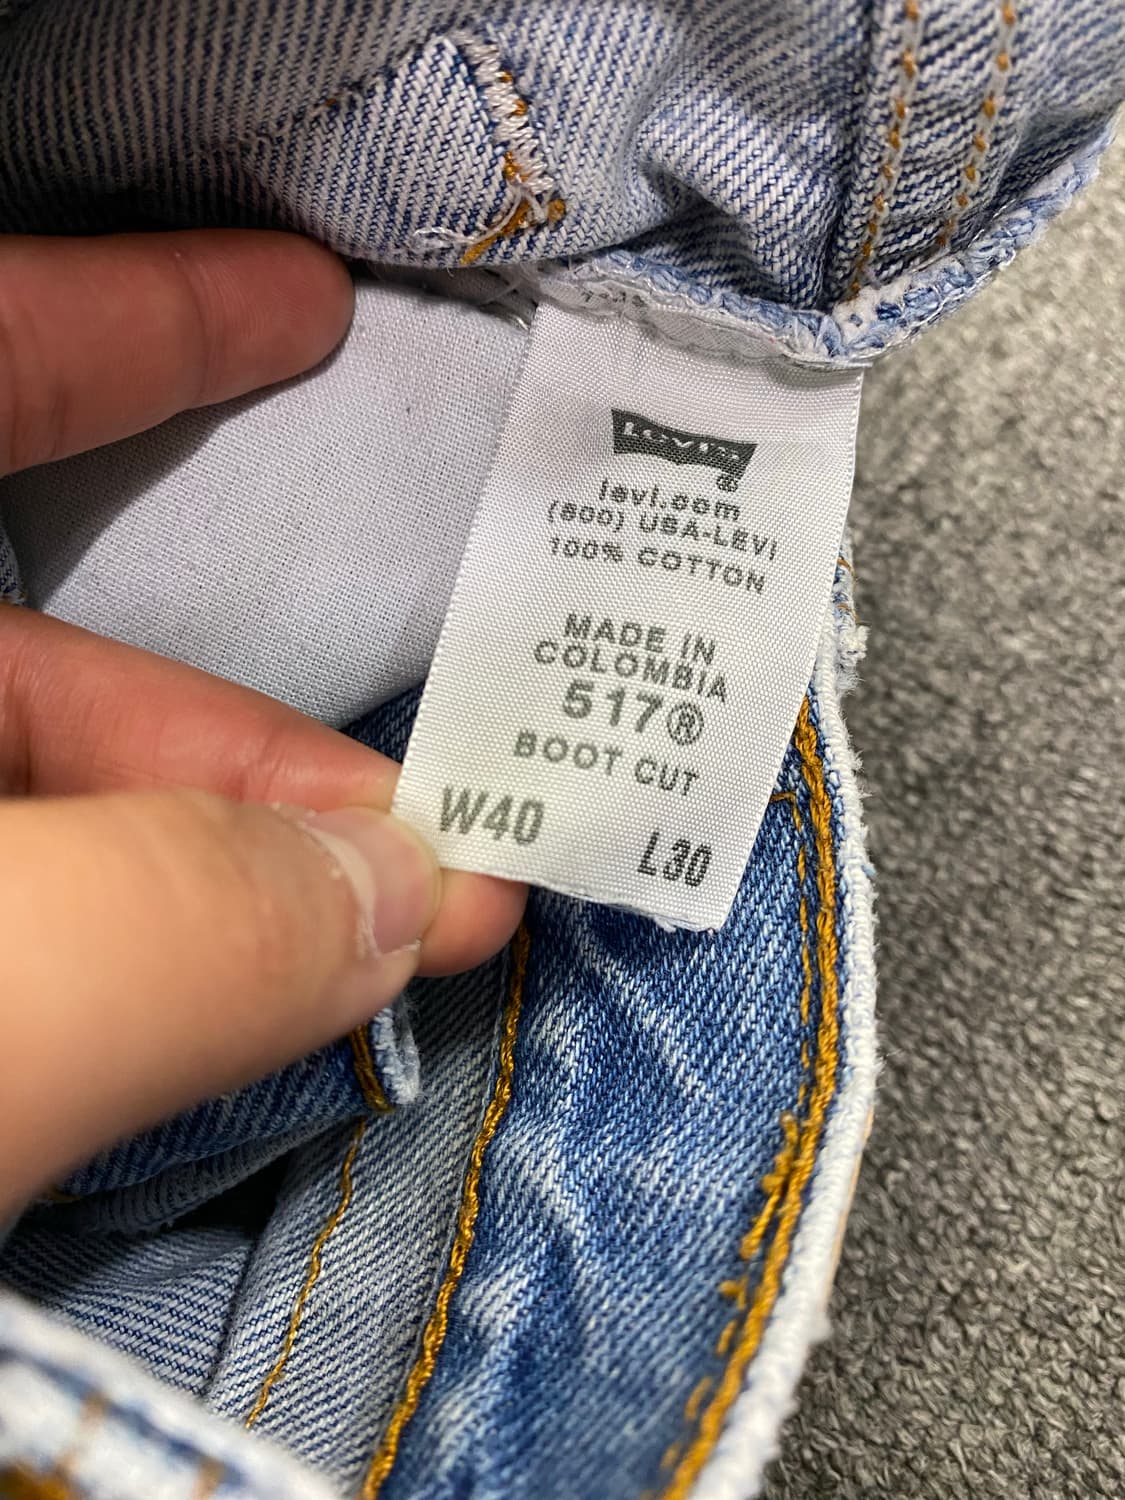 Levi's
®
levi.com
(800) USA-LEVI
100% COTTON
MADE IN
COLOMBIA
517®
BOOT CUT
W40 L30